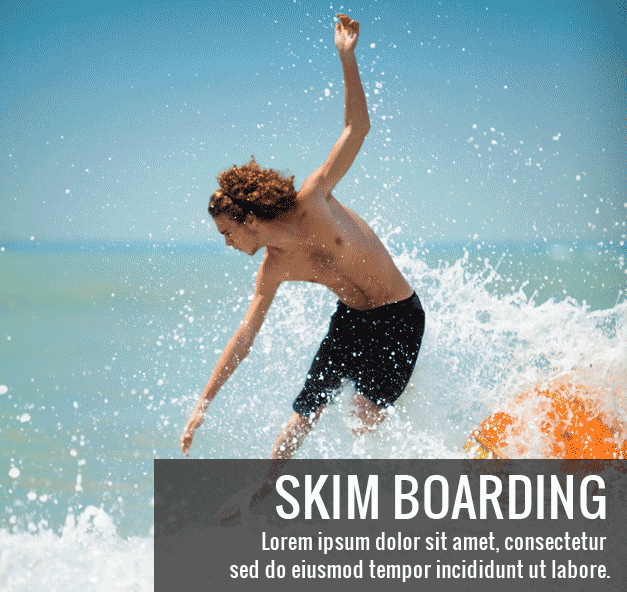 SKIM BOARDING
Lorem ipsum dolor sit amet, consectetur
sed do eiusmod tempor incididunt ut labore.